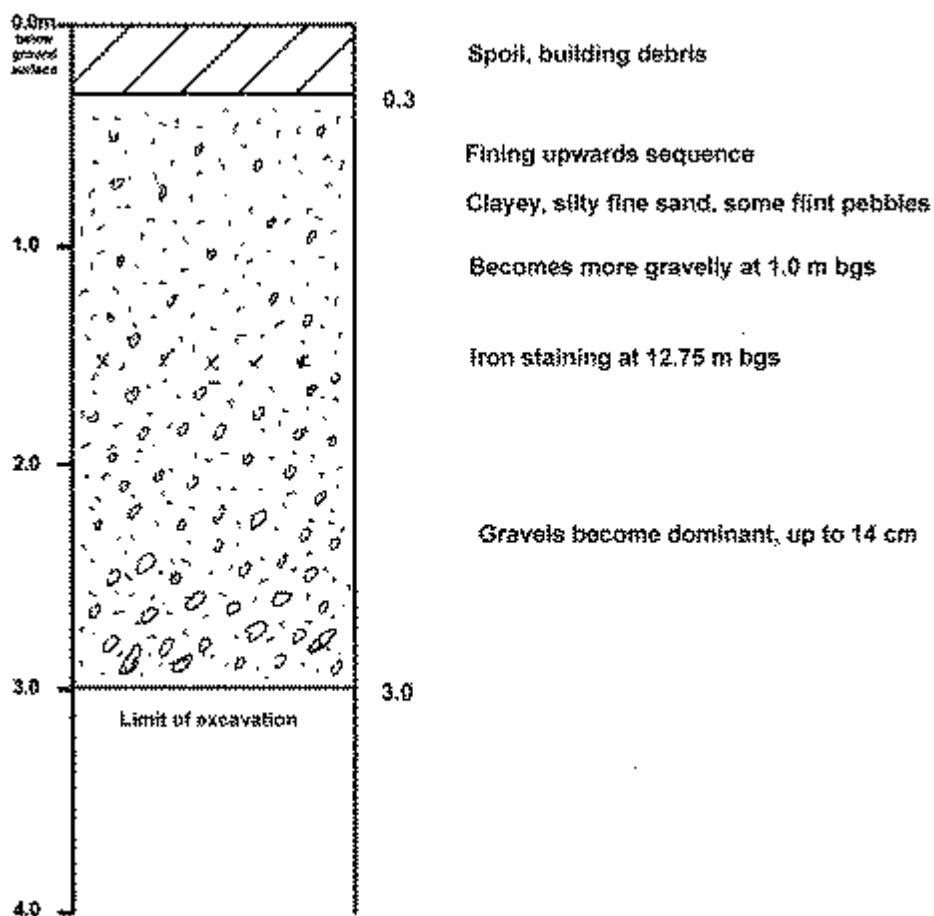 0.0m
below
ground
surface
Spoil, building debris
0.3
Fining upwards sequence
Clayey, silty fine sand, some flint pebbles
1.0
Becomes more gravelly at 1.0 m bgs
Iron staining at 12.75 m bgs
2.0
Gravels become dominant, up to 14 cm
3.0
3.0
Limit of excavation
4.0